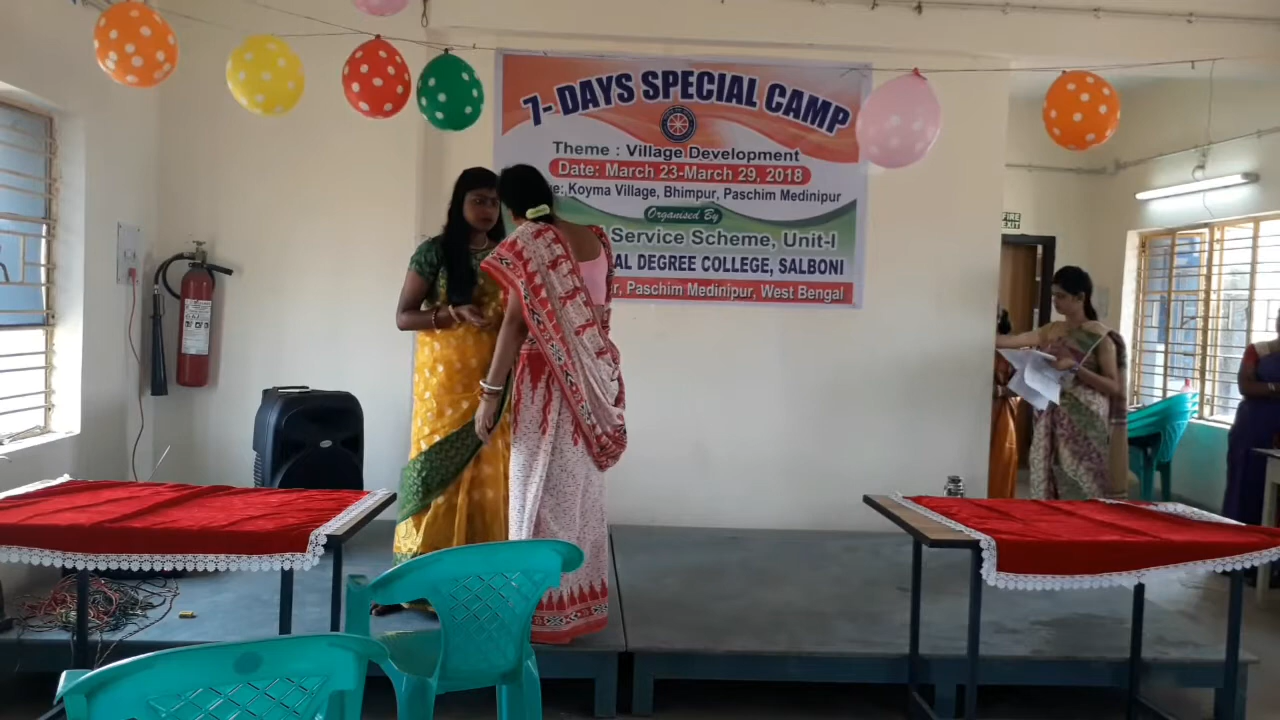 7- DAYS SPECIAL CAMP
Theme : Village Development
Date: March 23-March 29, 2018
Koyma Village, Bhimpur, Paschim Medinipur
Organised By
Service Scheme, Unit-I
DEGREE COLLEGE, SALBONI
Paschim Medinipur, West Bengal
FIRE
EXIT